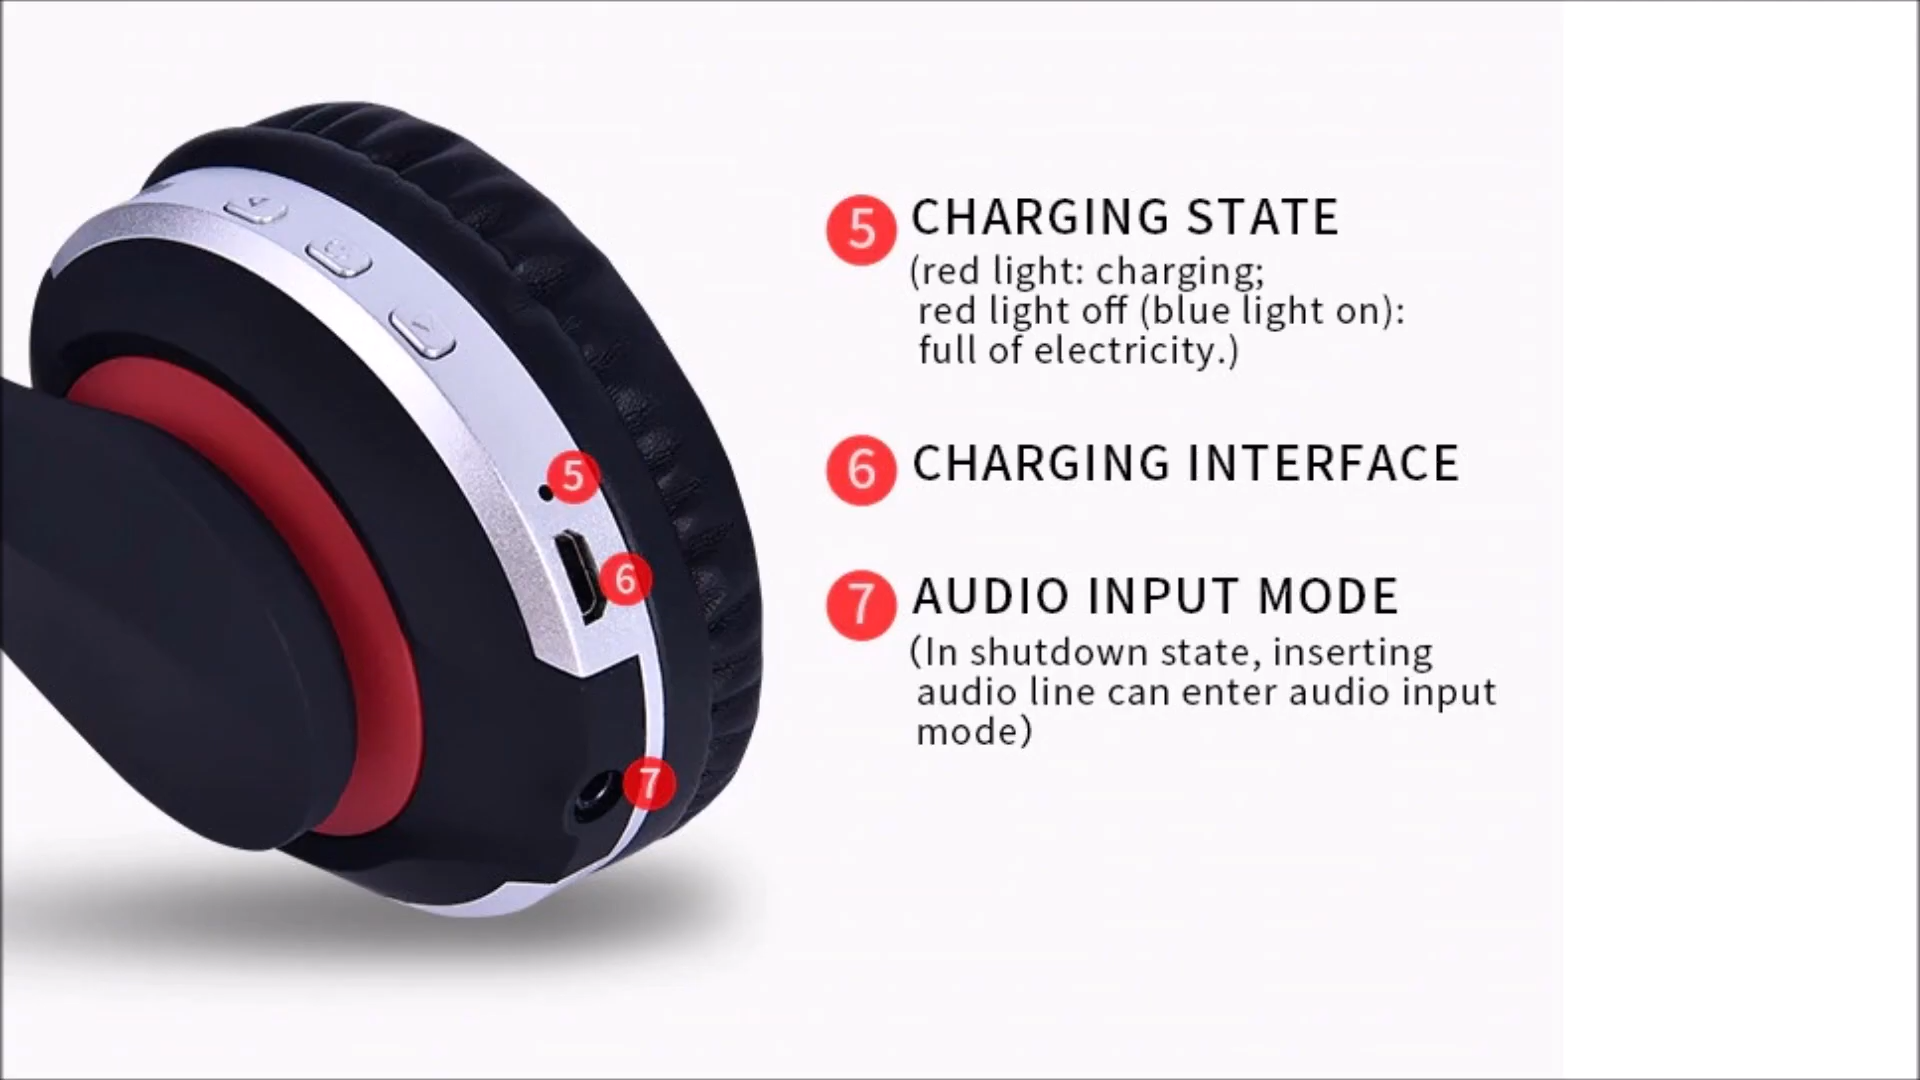 5 CHARGING STATE
(red light: charging;
red light off (blue light on):
full of electricity.)
6 CHARGING INTERFACE
7 AUDIO INPUT MODE
(In shutdown state, inserting
audio line can enter audio input
mode)
5
6
7